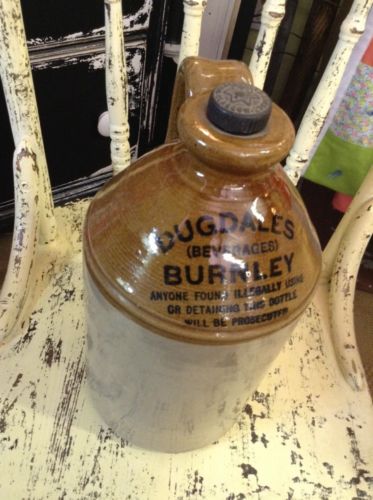 DUGDALES
(BEVERAGES)
BURNLEY
ANYONE FOUND ILLEGALLY USING
OR DETAINING THIS BOTTLE
WILL BE PROSECUTED